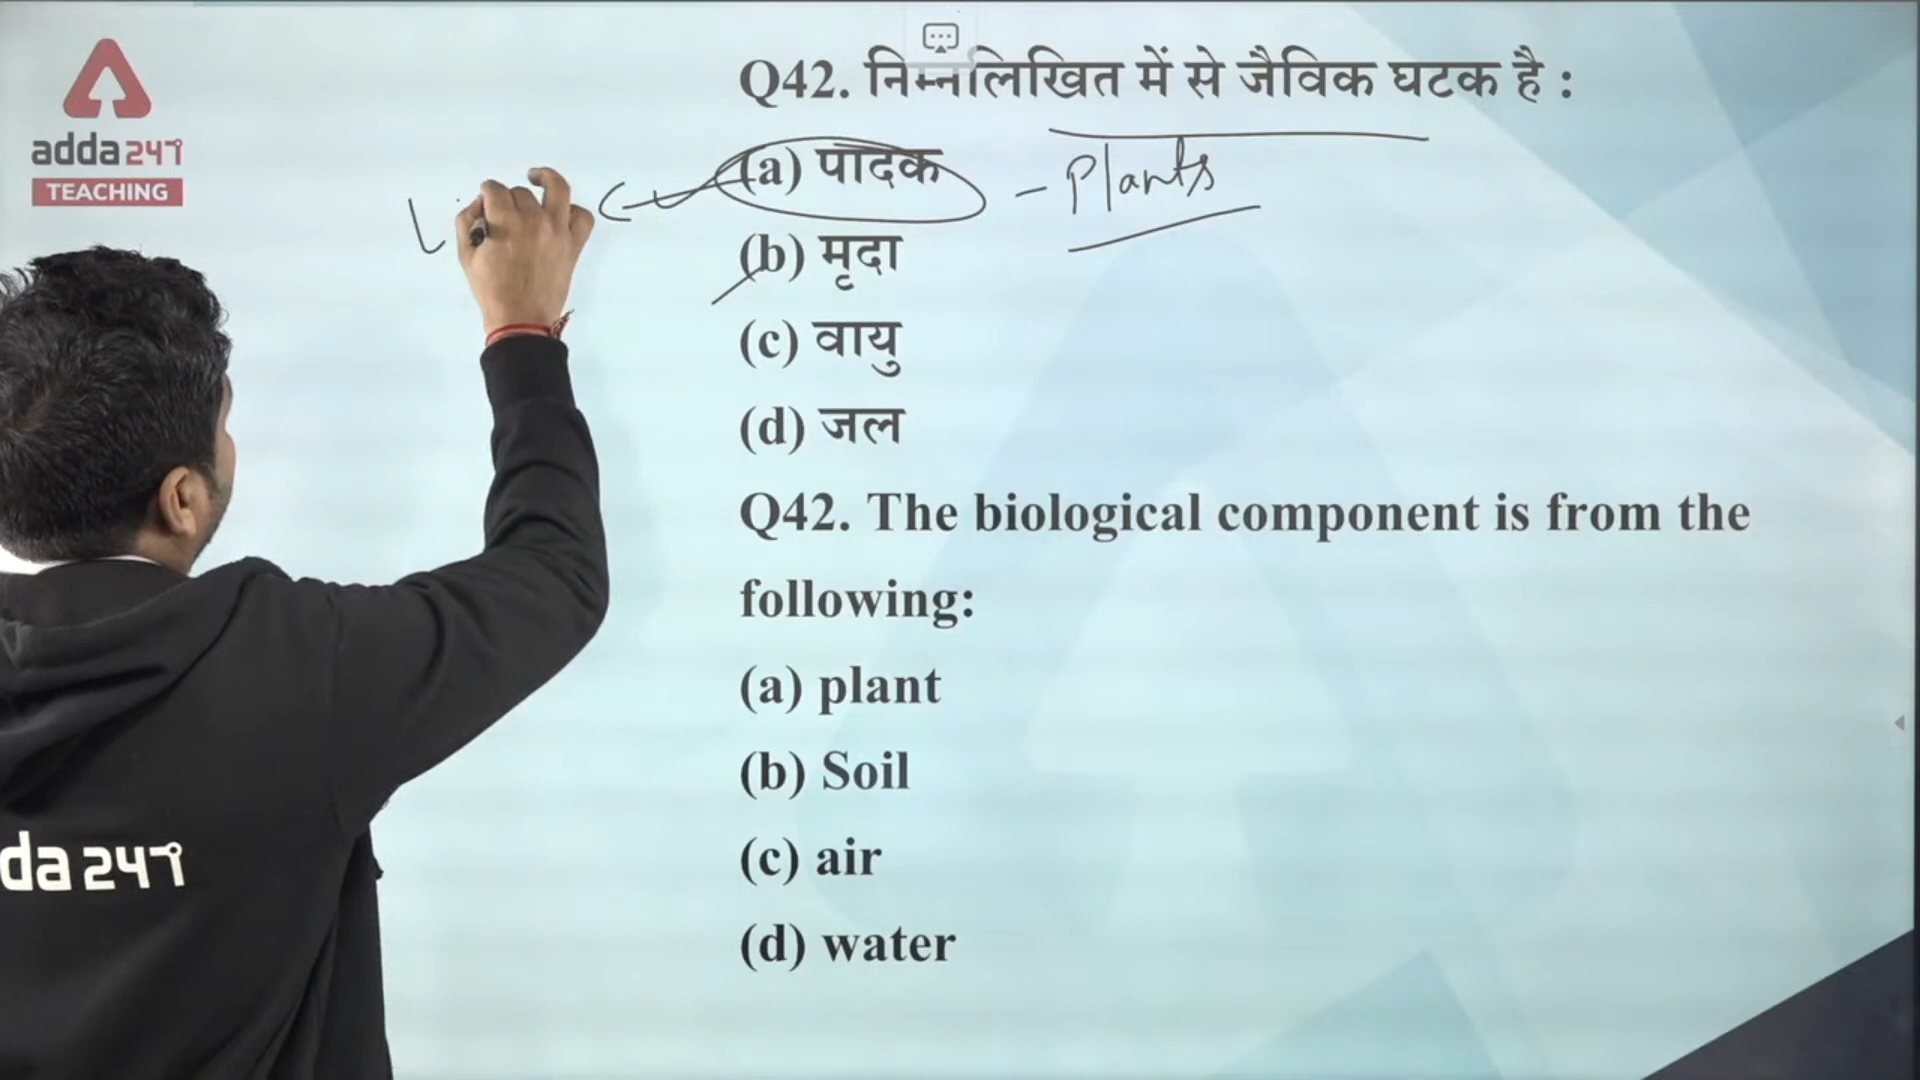 adda247
TEACHING
Q42. निम्नलिखित में से जैविक घटक है :
(a) पादक - Plants
(b) मृदा
(c) वायु
(d) जल
Q42. The biological component is from the
following:
(a) plant
(b) Soil
(c) air
(d) water
da247